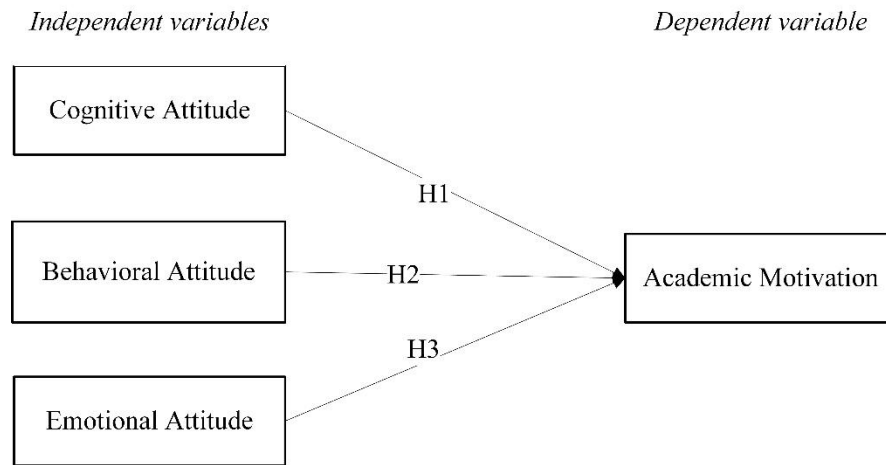 Independent variables
Dependent variable
Cognitive Attitude
H1
Behavioral Attitude
H2
Academic Motivation
H3
Emotional Attitude